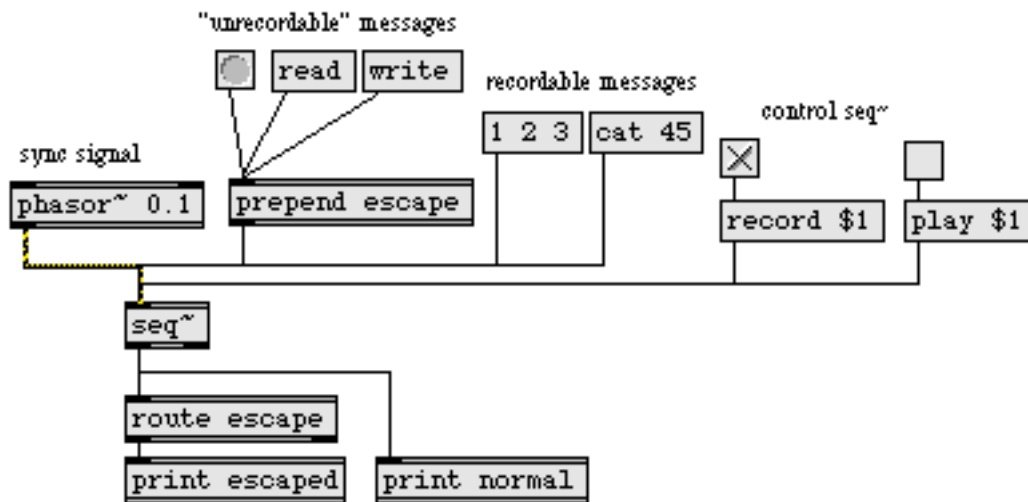 "unrecordable" messages
read
write
recordable messages
1 2 3
cat 45
control seq~
sync signal
phasor~ 0.1
prepend escape
record $1
play $1
seq~
route escape
print escaped
print normal